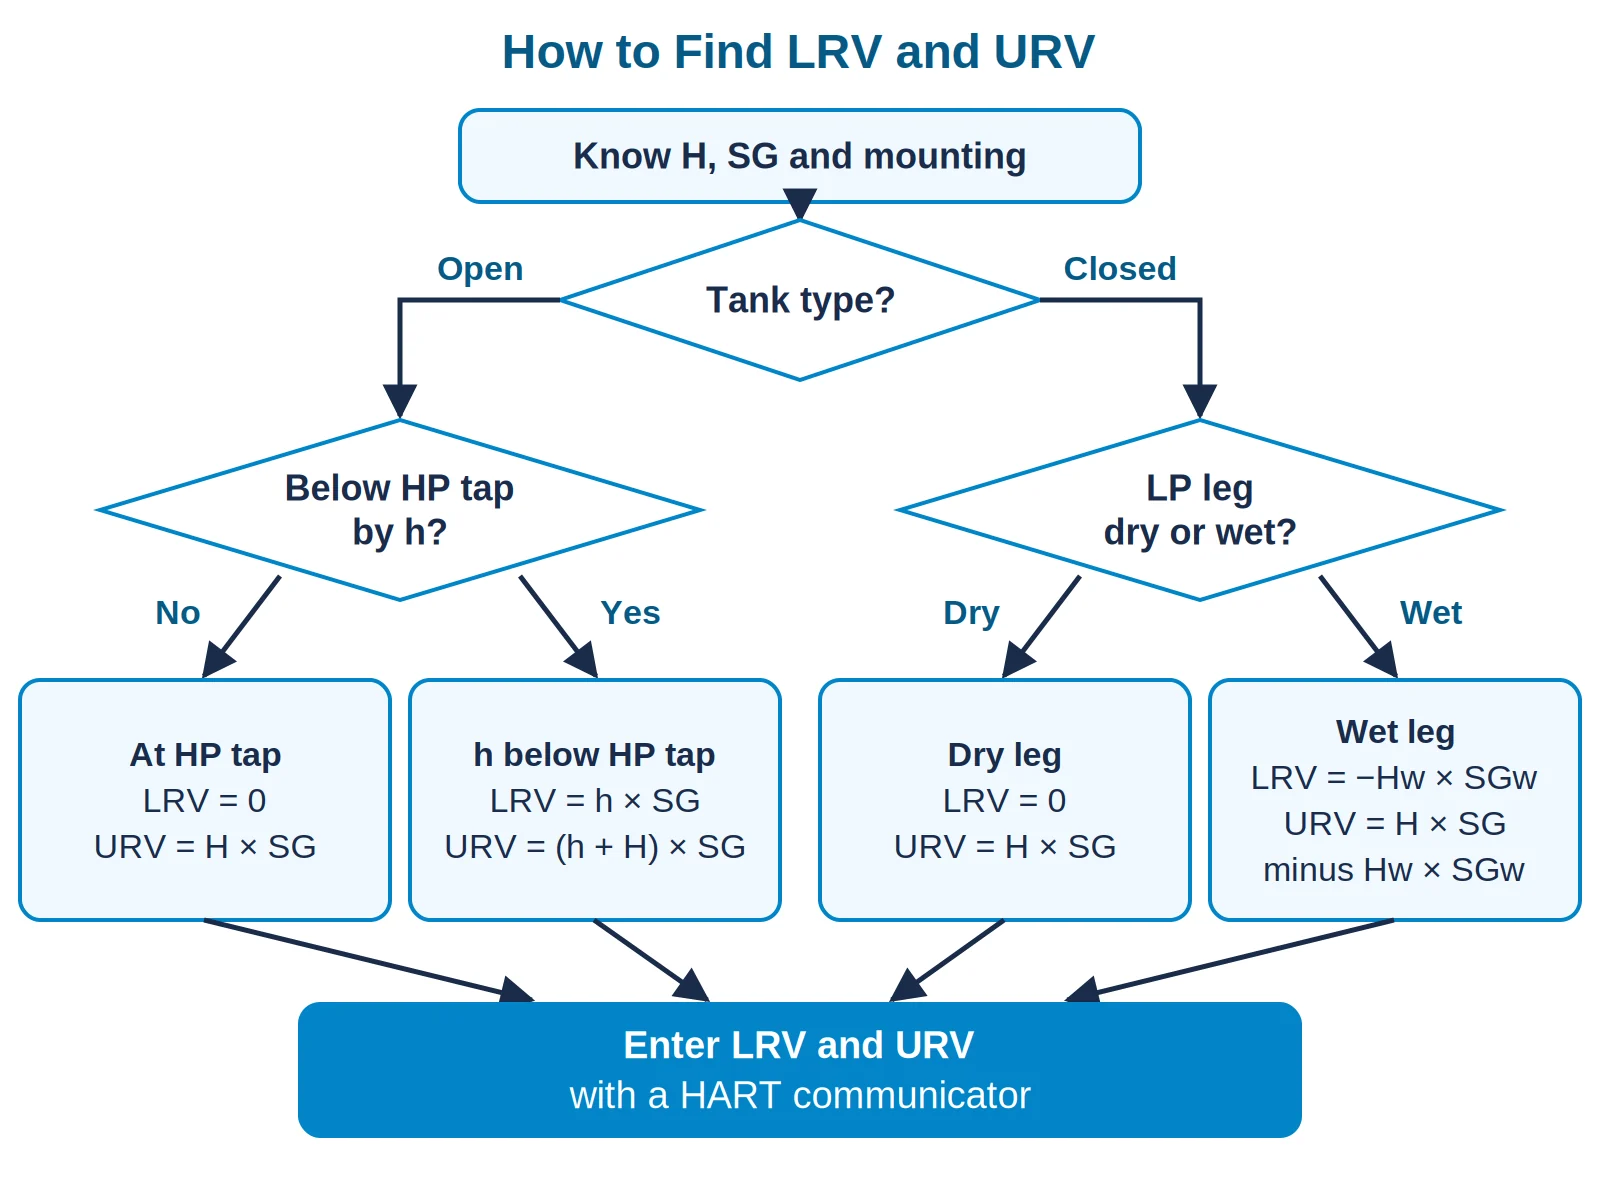 How to Find LRV and URV
Know H, SG and mounting
Open
Closed
Tank type?
Below HP tap
by h?
LP leg
dry or wet?
No
Yes
Dry
Wet
At HP tap
LRV = 0
URV = H × SG
h below HP tap
LRV = h × SG
URV = (h + H) × SG
Dry leg
LRV = 0
URV = H × SG
Wet leg
LRV = −Hw × SGw
URV = H × SG
minus Hw × SGw
Enter LRV and URV
with a HART communicator